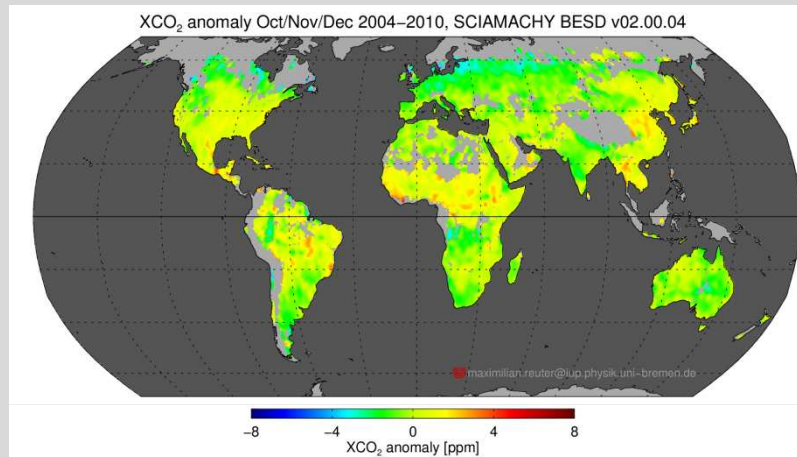 XCO₂ anomaly Oct/Nov/Dec 2004−2010, SCIAMACHY BESD v02.00.04
maximilian.reuter@iup.physik.uni−bremen.de
−8 −4 0 4 8
XCO₂ anomaly [ppm]